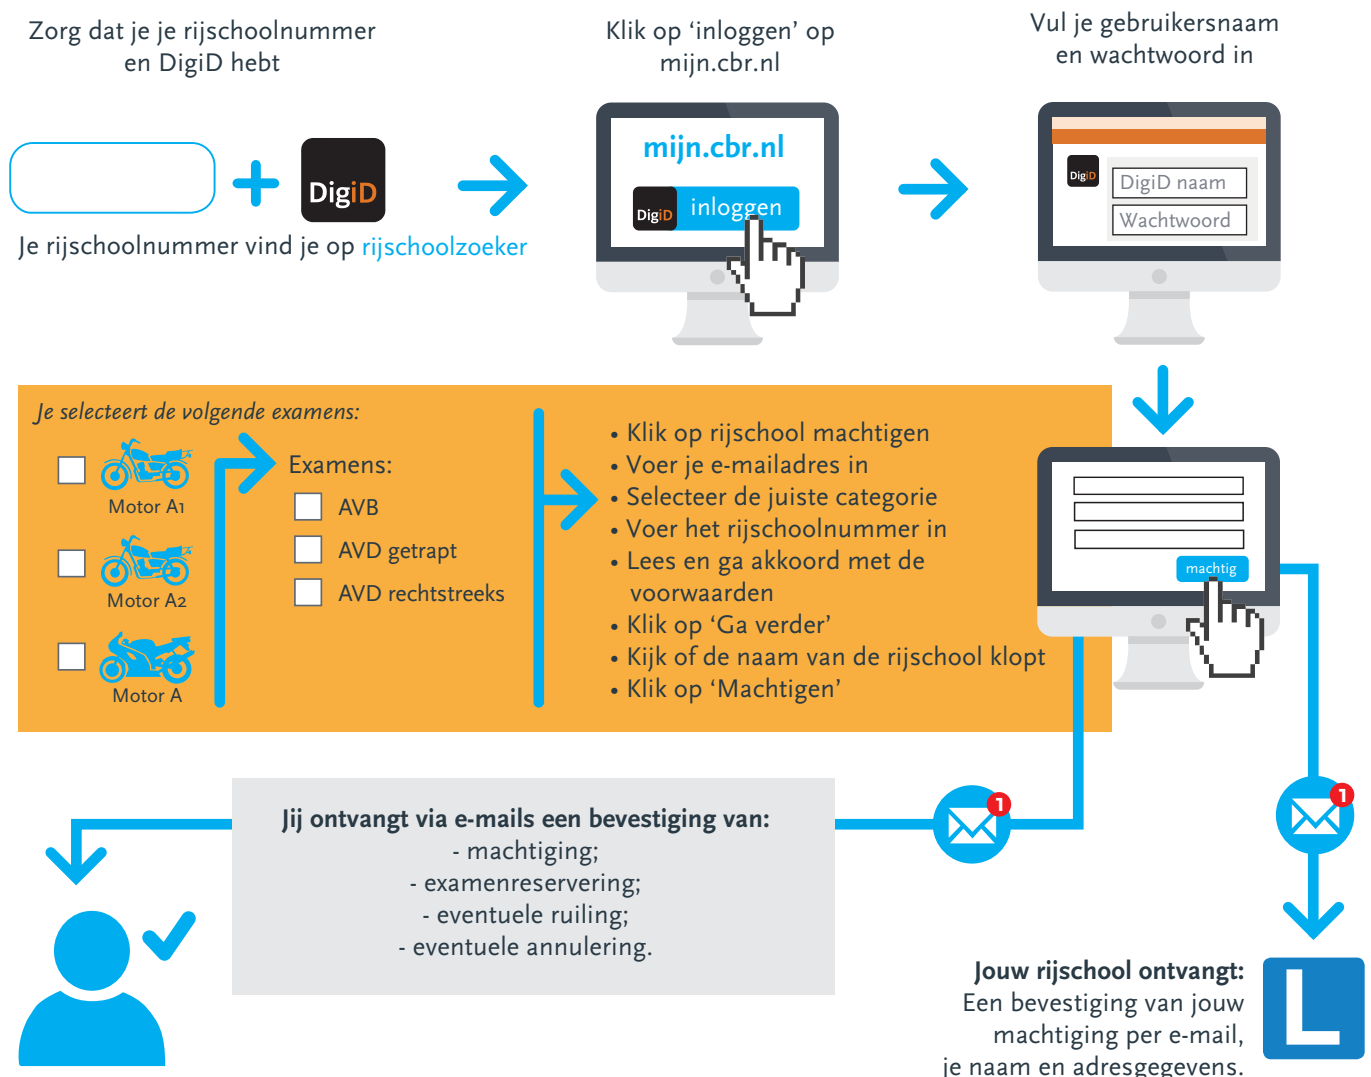 Zorg dat je je rijschoolnummer
en DigiD hebt
DigiD
Je rijschoolnummer vind je op rijschoolzoeker
Klik op ‘inloggen’ op
mijn.cbr.nl
mijn.cbr.nl
DigiD inloggen
Vul je gebruikersnaam
en wachtwoord in
DigiD
DigiD naam
Wachtwoord
Je selecteert de volgende examens:
Motor A1
Motor A2
Motor A
Examens:
AVB
AVD getrapt
AVD rechtstreeks
• Klik op rijschool machtigen
• Voer je e-mailadres in
• Selecteer de juiste categorie
• Voer het rijschoolnummer in
• Lees en ga akkoord met de
voorwaarden
• Klik op ‘Ga verder’
• Kijk of de naam van de rijschool klopt
• Klik op ‘Machtigen’
machtig
1
1
Jij ontvangt via e-mails een bevestiging van:
- machtiging;
- examenreservering;
- eventuele ruiling;
- eventuele annulering.
Jouw rijschool ontvangt:
Een bevestiging van jouw
machtiging per e-mail,
je naam en adresgegevens.
L